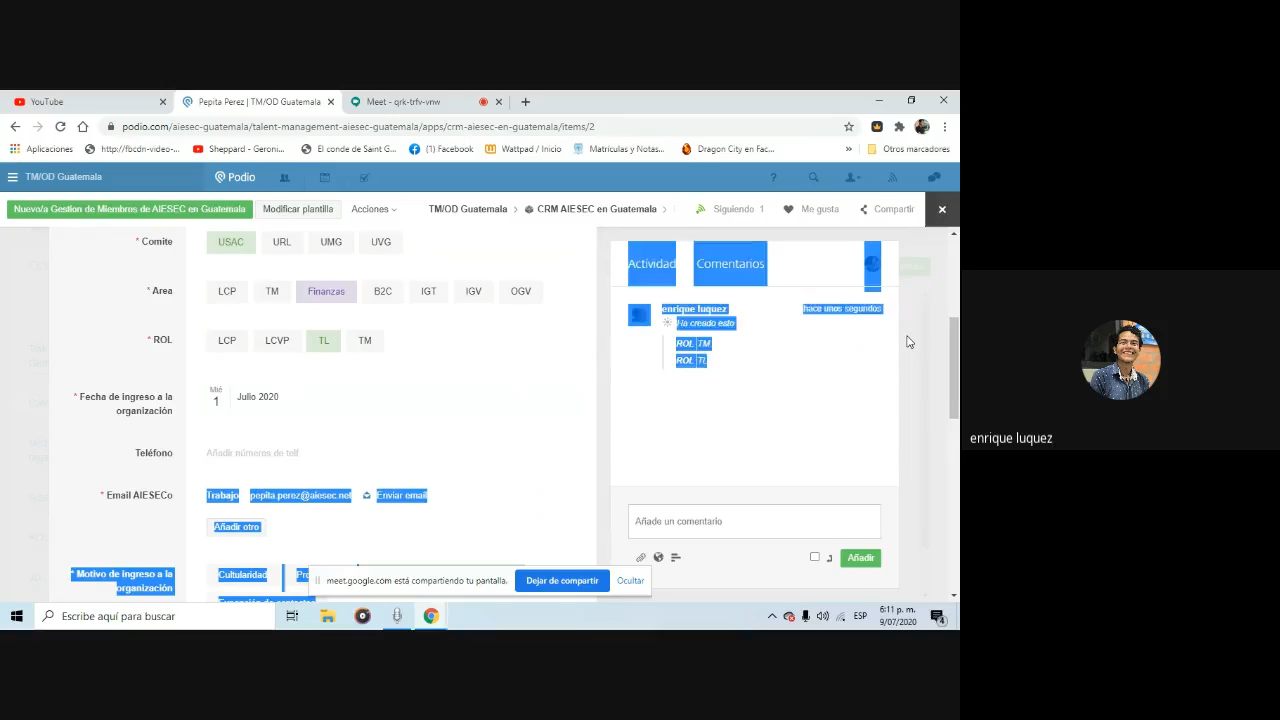 YouTube
Pepita Perez | TM/OD Guatemala
Meet - qrk-trfv-vnw
podio.com/aiesec-guatemala/talent-management-aiesec-guatemala/apps/crm-aiesec-en-guatemala/items/2
Aplicaciones
http://fbcdn-video-...
Sheppard - Geroni...
El conde de Saint G...
(1) Facebook
Wattpad / Inicio
Matrículas y Notas...
Dragon City en Fac...
»
Otros marcadores
TM/OD Guatemala
Podio
?
Nuevo/a Gestion de Miembros de AIESEC en Guatemala
Modificar plantilla
Acciones
TM/OD Guatemala
CRM AIESEC en Guatemala
Siguiendo 1
Me gusta
Compartir
* Comite
USAC URL UMG UVG
* Area
LCP TM Finanzas B2C IGT IGV OGV
* ROL
LCP LCVP TL TM
* Fecha de ingreso a la
organización
Mié
1
Julio 2020
Teléfono
Añadir números de telf
* Email AIESECo
Trabajo
pepita.perez@aiesec.net
Enviar email
Añadir otro
* Motivo de ingreso a la
organización
Culturalidad
Actividad
Comentarios
enrique luquez
hace unos segundos
Ha creado esto
ROL TM
ROL TL
Añade un comentario
Añadir
meet.google.com está compartiendo tu pantalla.
Dejar de compartir
Ocultar
Escribe aquí para buscar
ESP
6:11 p. m.
9/07/2020
4
enrique luquez